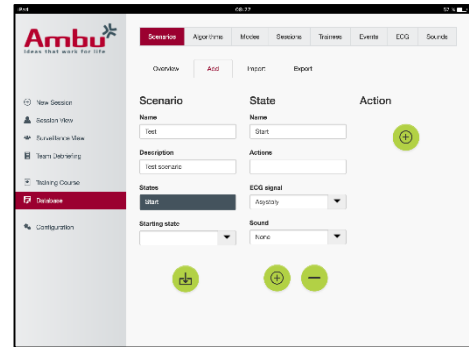 iPad 08.27 57 %
Ambu
Ideas that work for life
Scenarios Algorithms Modes Sessions Trainees Events ECG Sounds
Overview Add Import Export
New Session
Session View
Surveillance View
Team Debriefing
Training Course
Database
Configuration
Scenario State Action
Name Name
Test Start
Description Actions
Test scenario
States ECG signal
Start Asystoly
Starting state Sound
None